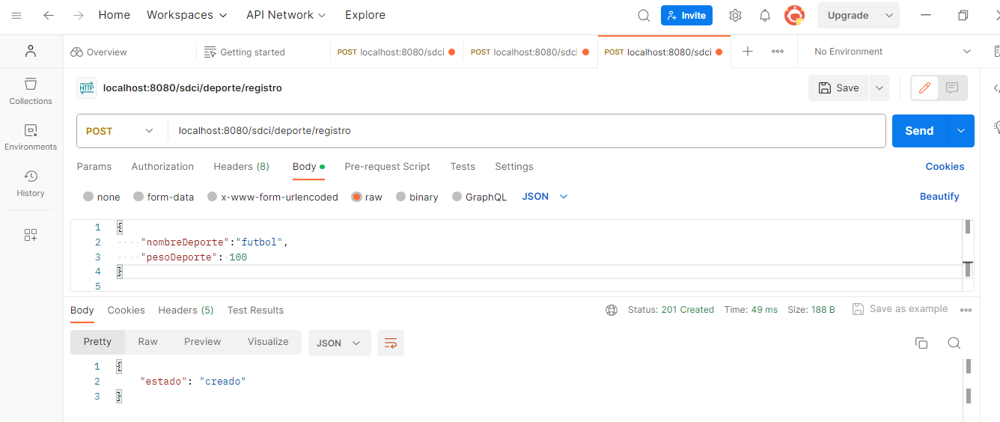 Home Workspaces API Network Explore Invite Upgrade
Overview Getting started POST localhost:8080/sdci POST localhost:8080/sdci POST localhost:8080/sdci No Environment
HTTP localhost:8080/sdci/deporte/registro Save
Collections
Environments
History
POST localhost:8080/sdci/deporte/registro Send
Params Authorization Headers (8) Body Pre-request Script Tests Settings Cookies
none form-data x-www-form-urlencoded raw binary GraphQL JSON Beautify
1 {
2 "nombreDeporte":"futbol",
3 "pesoDeporte": 100
4 }
5
Body Cookies Headers (5) Test Results Status: 201 Created Time: 49 ms Size: 188 B Save as example
Pretty Raw Preview Visualize JSON
1 {
2 "estado": "creado"
3 }